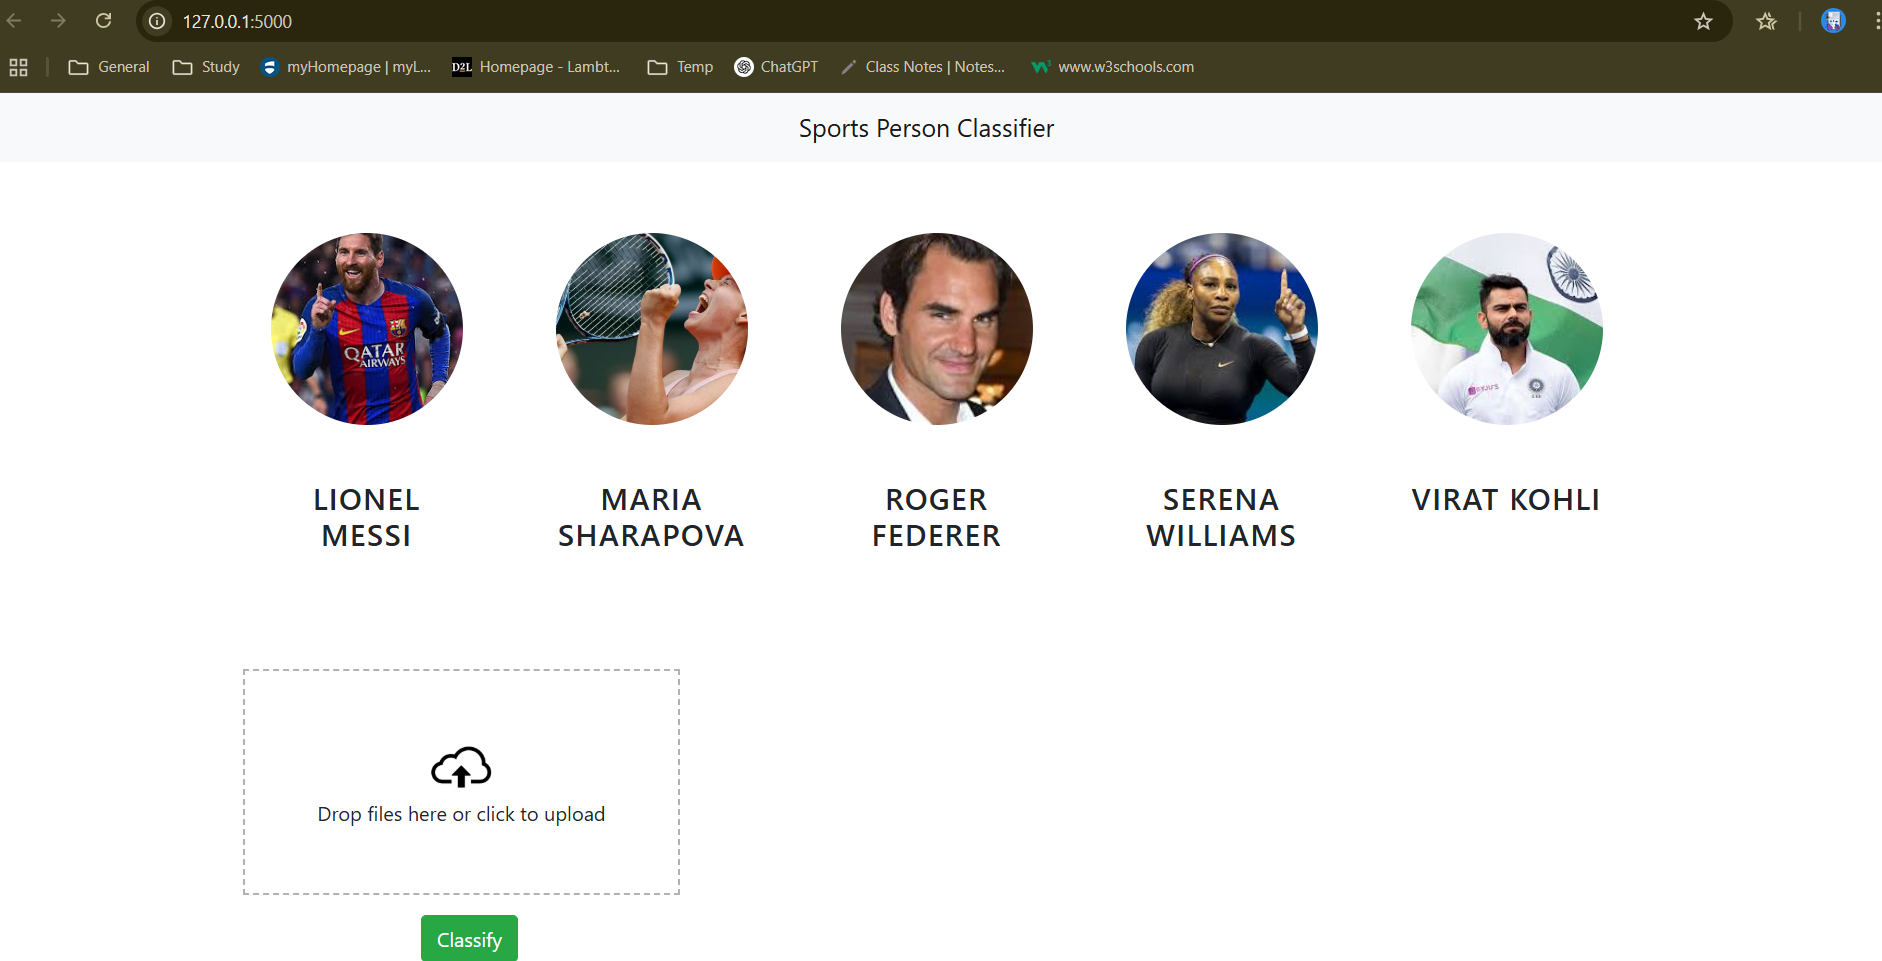 127.0.0.1:5000
General
Study
myHomepage | myL...
D2L
Homepage - Lambt...
Temp
ChatGPT
Class Notes | Notes...
www.w3schools.com
Sports Person Classifier
QATAR
AIRWAYS
BYJU'S
LIONEL
MESSI
MARIA
SHARAPOVA
ROGER
FEDERER
SERENA
WILLIAMS
VIRAT KOHLI
Drop files here or click to upload
Classify